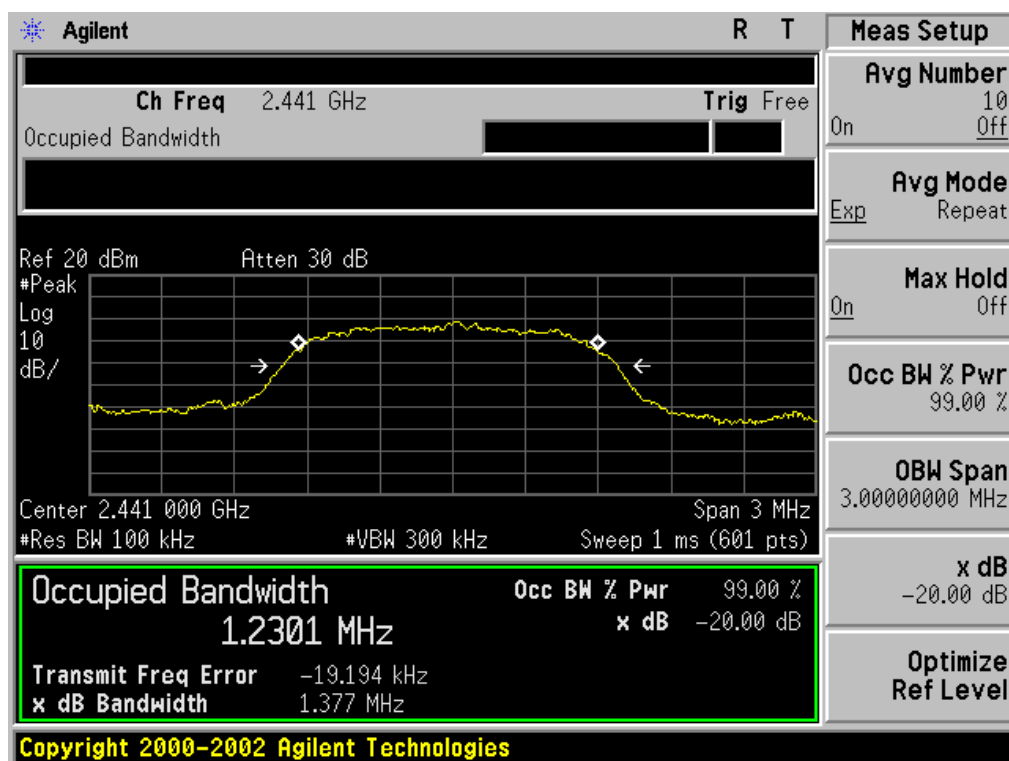 Agilent R T
Meas Setup
Ch Freq 2.441 GHz Trig Free
Occupied Bandwidth
Ref 20 dBm Atten 30 dB
#Peak
Log
10
dB/
Center 2.441 000 GHz Span 3 MHz
#Res BW 100 kHz #VBW 300 kHz Sweep 1 ms (601 pts)
Occupied Bandwidth Occ BW % Pwr 99.00 %
1.2301 MHz x dB -20.00 dB
Transmit Freq Error -19.194 kHz
x dB Bandwidth 1.377 MHz
Copyright 2000-2002 Agilent Technologies
Avg Number
10
On Off
Avg Mode
Exp Repeat
Max Hold
On Off
Occ BW % Pwr
99.00 %
OBW Span
3.00000000 MHz
x dB
-20.00 dB
Optimize
Ref Level